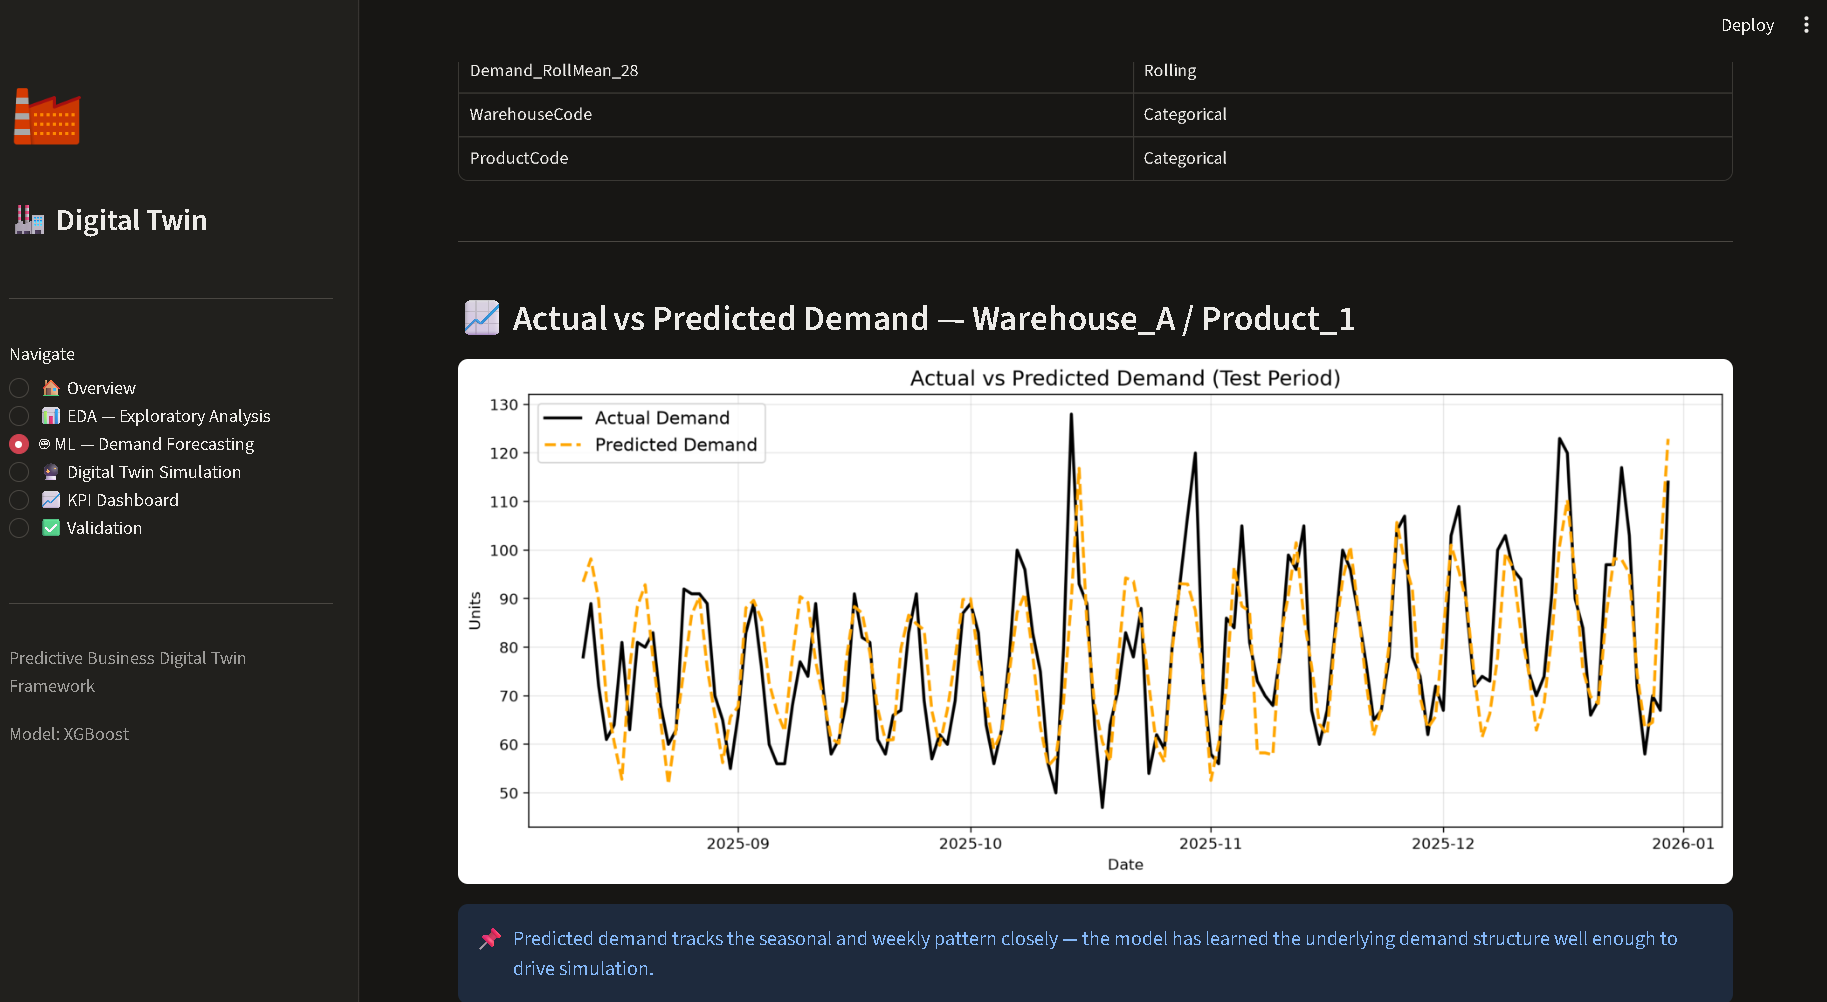 Deploy
Digital Twin
Navigate
Overview
EDA — Exploratory Analysis
ML — Demand Forecasting
Digital Twin Simulation
KPI Dashboard
Validation
Predictive Business Digital Twin
Framework
Model: XGBoost
Demand_RollMean_28 Rolling
WarehouseCode Categorical
ProductCode Categorical
Actual vs Predicted Demand — Warehouse_A / Product_1
Actual vs Predicted Demand (Test Period)
Actual Demand
Predicted Demand
130
120
110
100
90
80
70
60
50
Units
2025-09 2025-10 2025-11 2025-12 2026-01
Date
Predicted demand tracks the seasonal and weekly pattern closely — the model has learned the underlying demand structure well enough to
drive simulation.